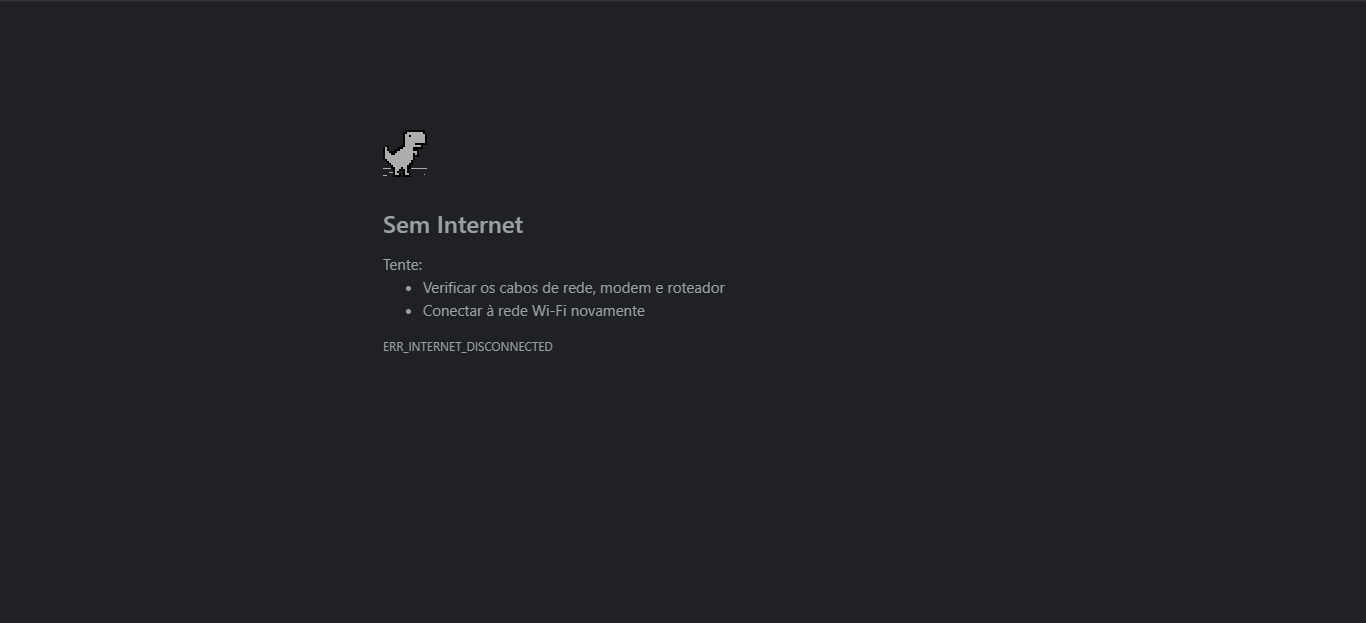 Sem Internet
Tente:
Verificar os cabos de rede, modem e roteador
Conectar à rede Wi-Fi novamente
ERR_INTERNET_DISCONNECTED